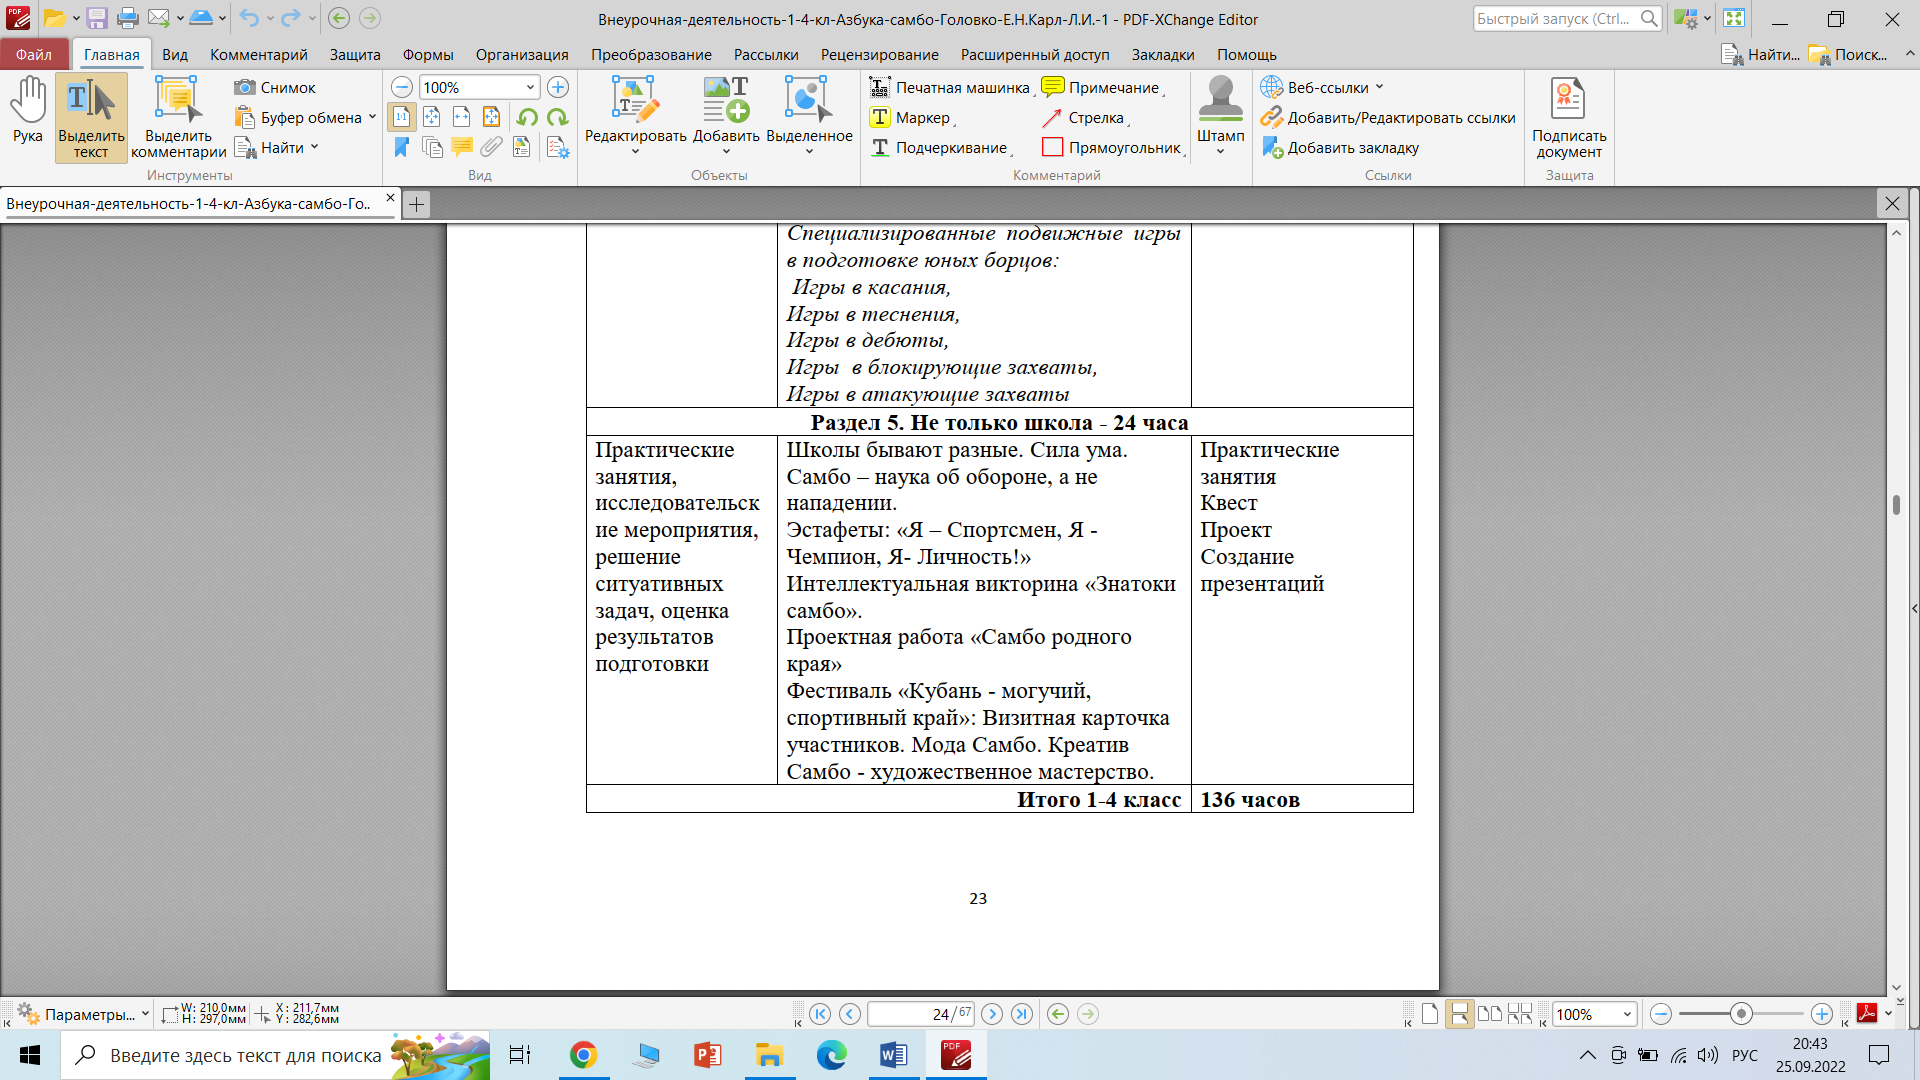 Внеурочная-деятельность-1-4-кл-Азбука-самбо-Головко-Е.Н.Карл-Л.И.-1 - PDF-XChange Editor
Быстрый запуск (Ctrl...
Файл Главная Вид Комментарий Защита Формы Организация Преобразование Рассылки Рецензирование Расширенный доступ Закладки Помощь Найти... Поиск...
Рука
Выделить текст
Выделить комментарии
Снимок
Буфер обмена
Найти
Инструменты
100%
1:1
Вид
Редактировать Добавить Выделенное
Объекты
Печатная машинка
Маркер
Подчеркивание
Примечание
Стрелка
Прямоугольник
Штамп
Комментарий
Веб-ссылки
Добавить/Редактировать ссылки
Добавить закладку
Ссылки
Подписать документ
Защита
Внеурочная-деятельность-1-4-кл-Азбука-самбо-Го..
Специализированные подвижные игры
в подготовке юных борцов:
Игры в касания,
Игры в теснения,
Игры в дебюты,
Игры в блокирующие захваты,
Игры в атакующие захваты
Раздел 5. Не только школа - 24 часа
Практические
занятия,
исследовательск
ие мероприятия,
решение
ситуативных
задач, оценка
результатов
подготовки
Школы бывают разные. Сила ума.
Самбо – наука об обороне, а не
нападении.
Эстафеты: «Я – Спортсмен, Я -
Чемпион, Я- Личность!»
Интеллектуальная викторина «Знатоки
самбо».
Проектная работа «Самбо родного
края»
Фестиваль «Кубань - могучий,
спортивный край»: Визитная карточка
участников. Мода Самбо. Креатив
Самбо - художественное мастерство.
Практические
занятия
Квест
Проект
Создание
презентаций
Итого 1-4 класс 136 часов
23
Параметры...
W: 210,0мм
H: 297,0мм
X : 211,7мм
Y : 282,6мм
24/67
100%
Введите здесь текст для поиска
РУС
20:43
25.09.2022